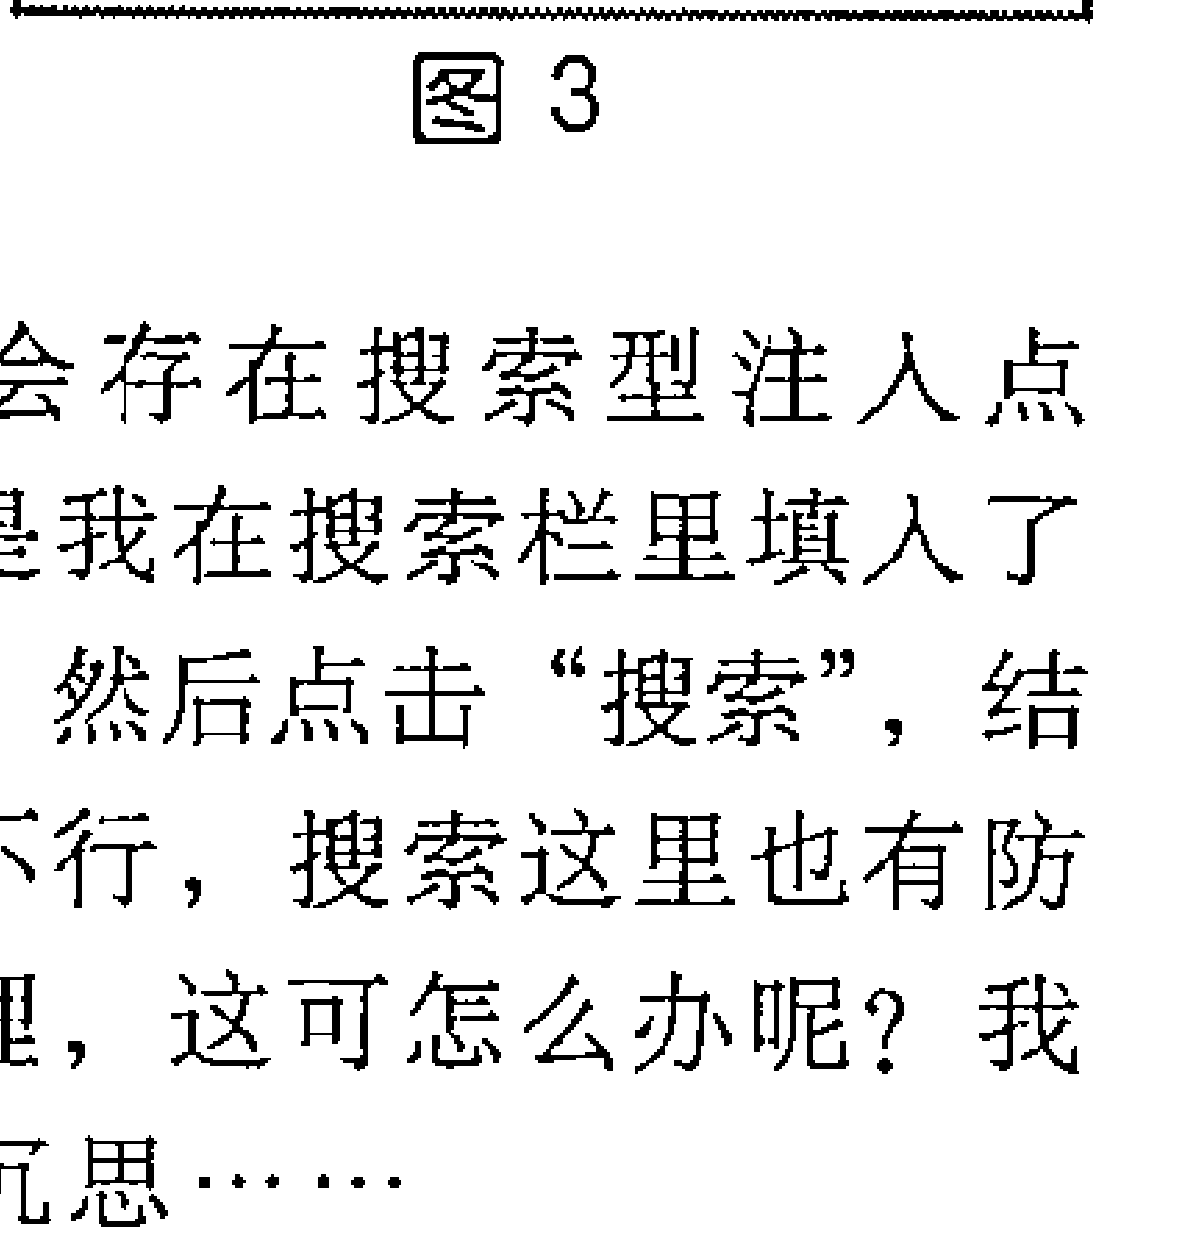 图 3
会存在搜索型注入点
是我在搜索栏里填入了
然后点击“搜索”，结
不行，搜索这里也有防
，这可怎么办呢？我
思……